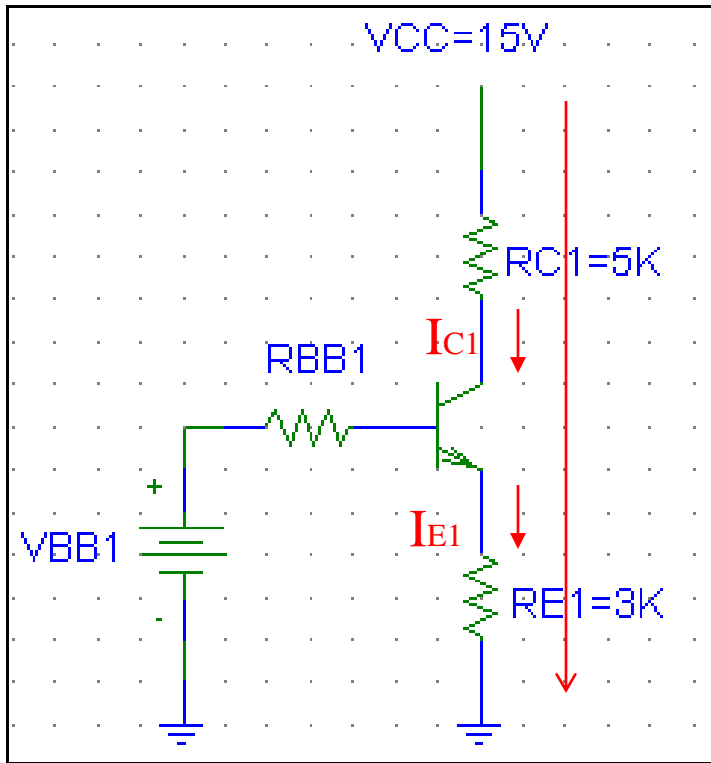 VCC=15V
RC1=5K
IC1
RBB1
+
IE1
VBB1
RE1=3K
-